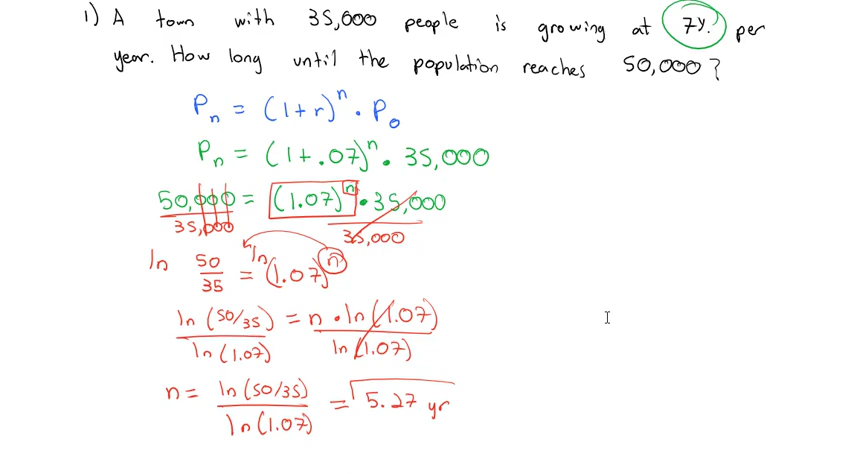 1) A town with 35,000 people is growing at 7%. per
year. How long until the population reaches 50,000?
Pn = (1+r)^n · P0
Pn = (1+.07)^n · 35,000
50,000/35,000 = (1.07)^n · 35,000/35,000
ln 50/35 = ln (1.07)^n
ln(50/35)/ln(1.07) = n · ln(1.07)/ln(1.07)
n = ln(50/35)/ln(1.07) = 5.27 yr